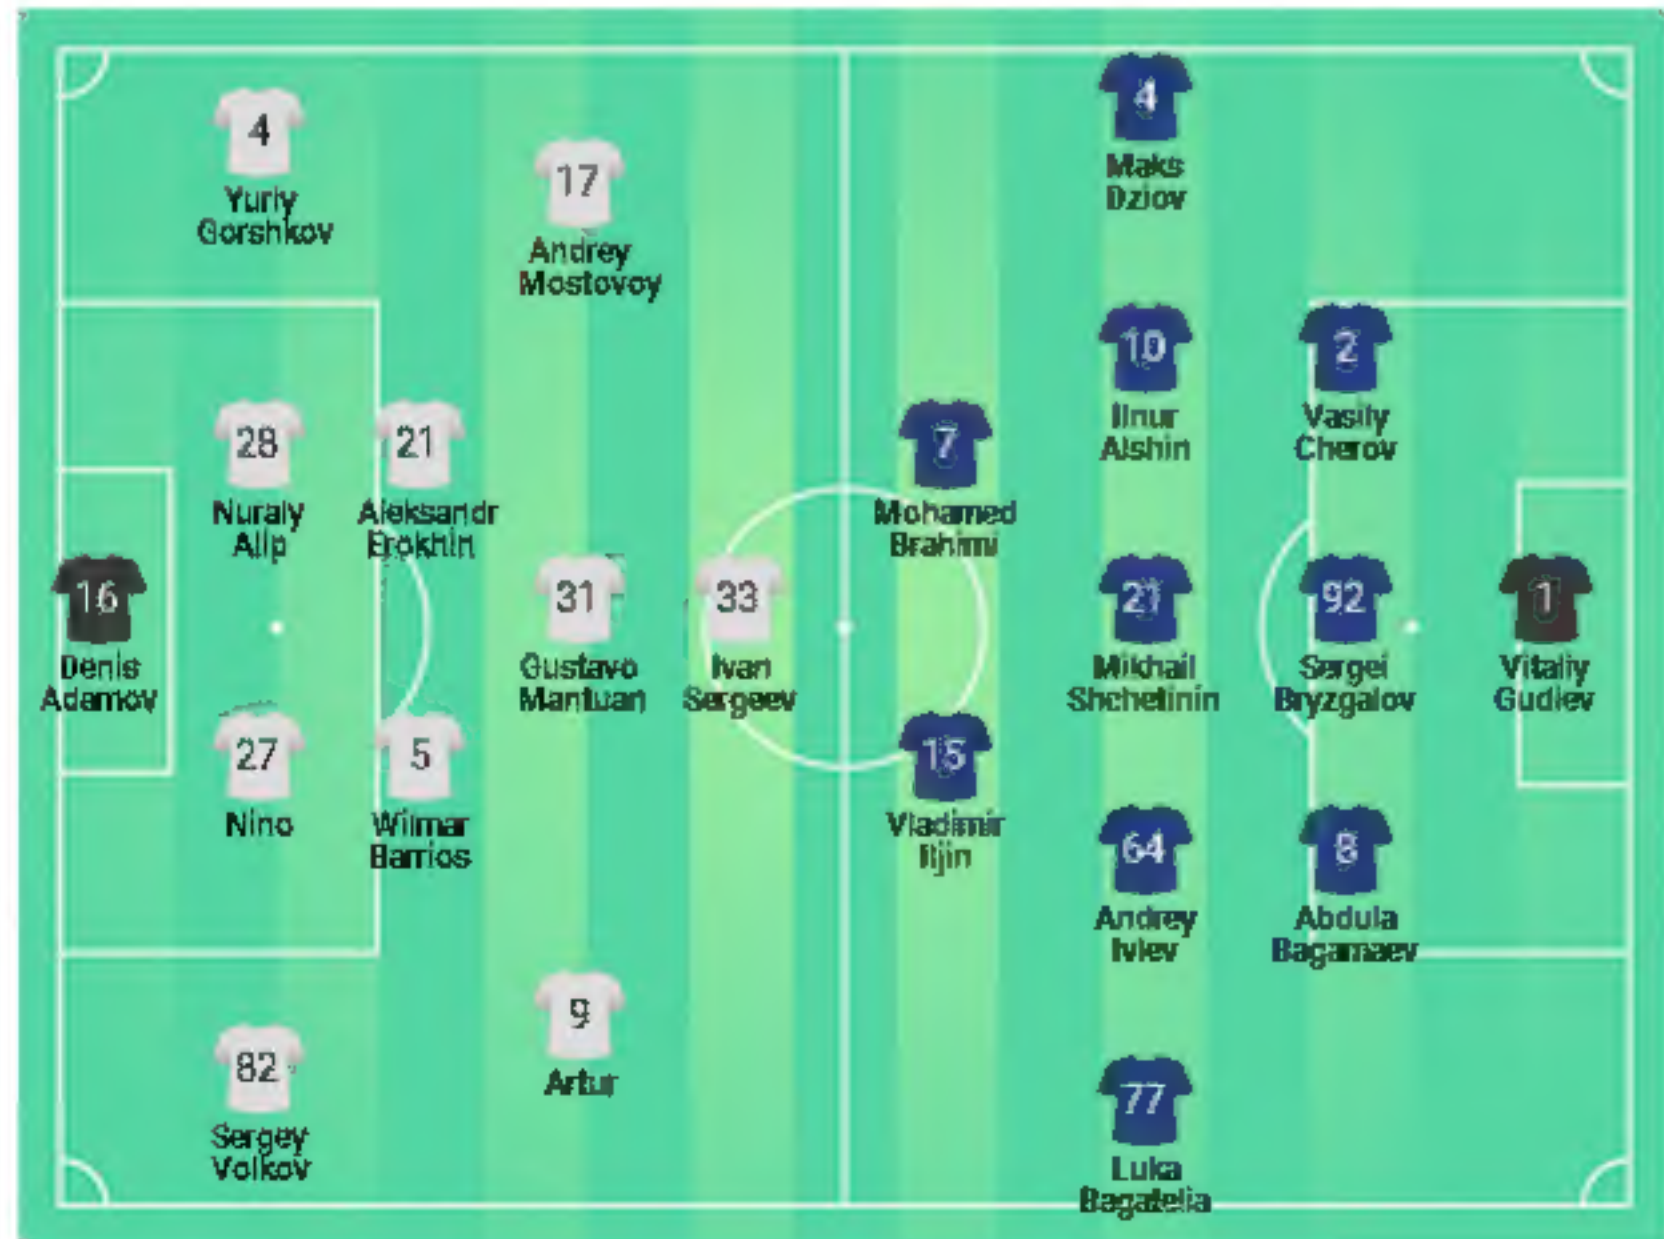 4
Yuriy
Gorshkov
17
Andrey
Mostovoy
28
Nuraly
Alip
21
Aleksandr
Erokhin
16
Denis
Adamov
31
Gustavo
Mantuan
33
Ivan
Sergeev
27
Nino
5
Wilmar
Barrios
9
Artur
82
Sergey
Volkov
4
Maks
Dziov
10
Ilnur
Alshin
2
Vasily
Cherov
7
Mohamed
Brahimi
21
Mikhail
Shchetinin
92
Sergei
Bryzgalov
1
Vitaliy
Gudiev
15
Vladimir
Iljin
64
Andrey
Ivlev
8
Abdula
Bagamaev
77
Luka
Bagatelia